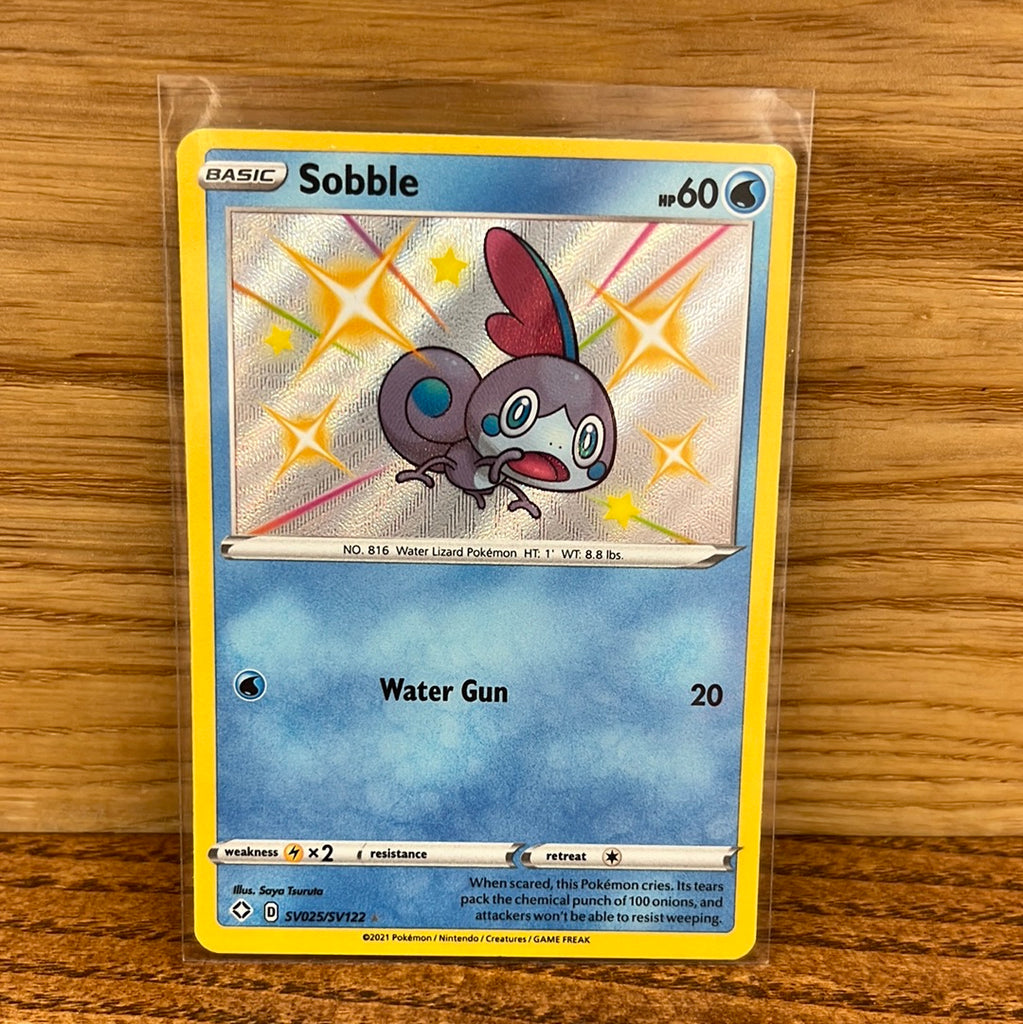 BASIC Sobble HP60
NO. 816 Water Lizard Pokémon HT: 1' WT: 8.8 lbs.
Water Gun 20
weakness ×2 resistance retreat
Illus. Saya Tsuruta
When scared, this Pokémon cries. Its tears
pack the chemical punch of 100 onions, and
attackers won't be able to resist weeping.
D SV025/SV122 ★
©2021 Pokémon / Nintendo / Creatures / GAME FREAK